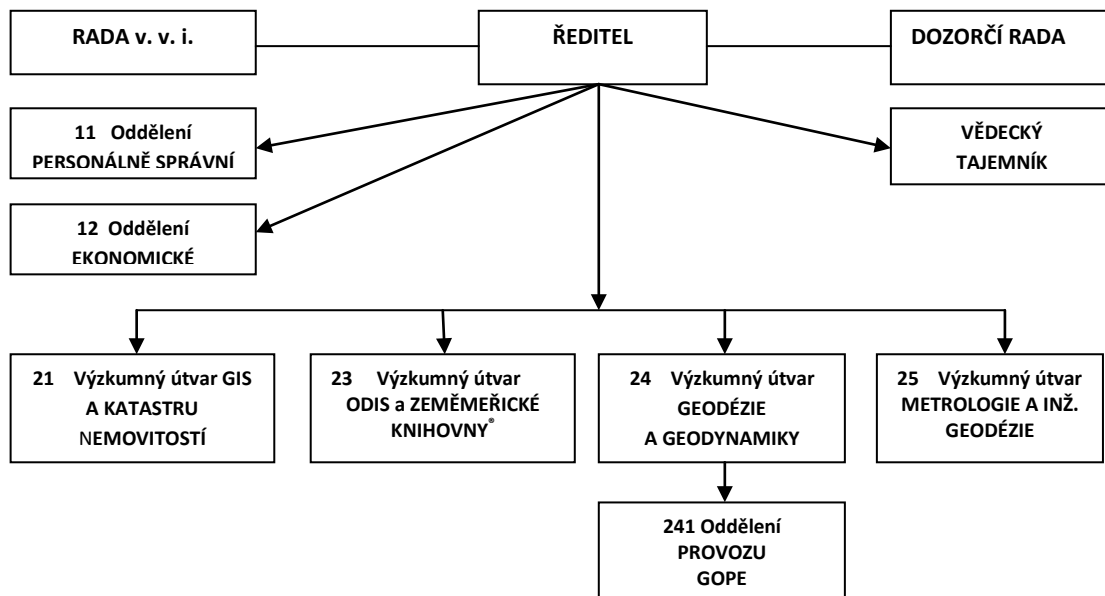 RADA v. v. i.
ŘEDITEL
DOZORČÍ RADA
11 Oddělení
PERSONÁLNĚ SPRÁVNÍ
VĚDECKÝ
TAJEMNÍK
12 Oddělení
EKONOMICKÉ
21 Výzkumný útvar GIS
A KATASTRU
NEMOVITOSTÍ
23 Výzkumný útvar
ODIS a ZEMĚMĚŘICKÉ
KNIHOVNY®
24 Výzkumný útvar
GEODÉZIE
A GEODYNAMIKY
25 Výzkumný útvar
METROLOGIE A INŽ.
GEODÉZIE
241 Oddělení
PROVOZU
GOPE